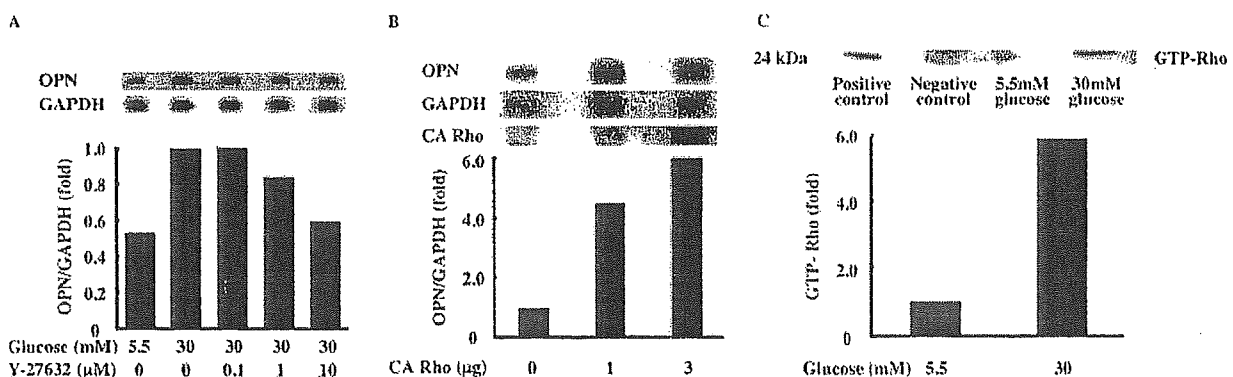 A
OPN
GAPDH
OPN/GAPDH (fold)
1.0
0.8
0.6
0.4
0.2
0
Glucose (mM) 5.5 30 30 30 30
Y-27632 (μM) 0 0 0.1 1 10
B
OPN
GAPDH
CA Rho
OPN/GAPDH (fold)
6.0
4.0
2.0
0
CA Rho (μg) 0 1 3
C
24 kDa GTP-Rho
Positive control
Negative control
5.5mM glucose
30mM glucose
GTP- Rho (fold)
6.0
4.0
2.0
0
Glucose (mM) 5.5 30